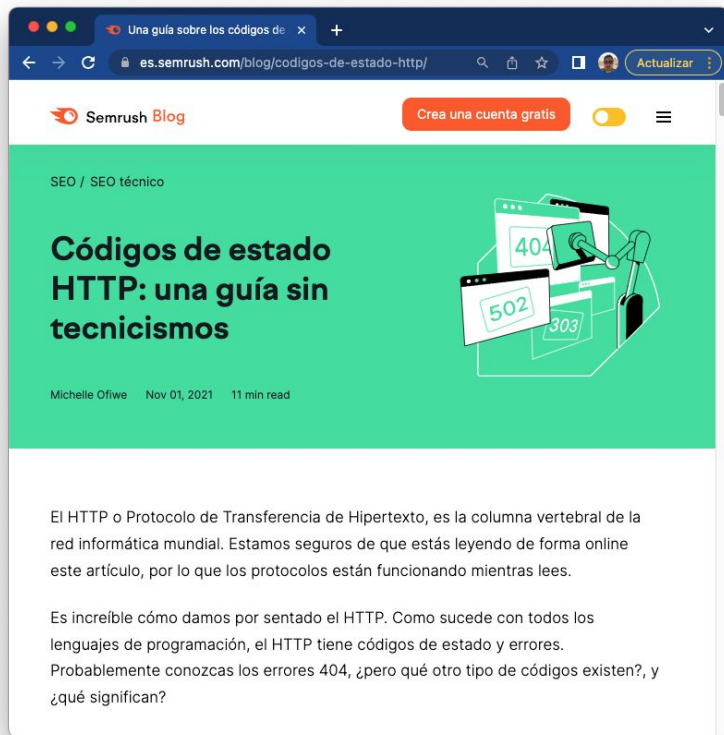 Una guía sobre los códigos de
es.semrush.com/blog/codigos-de-estado-http/
Actualizar
Semrush Blog
Crea una cuenta gratis
SEO / SEO técnico
Códigos de estado
HTTP: una guía sin
tecnicismos
404
502
303
Michelle Ofiwe Nov 01, 2021 11 min read
El HTTP o Protocolo de Transferencia de Hipertexto, es la columna vertebral de la
red informática mundial. Estamos seguros de que estás leyendo de forma online
este artículo, por lo que los protocolos están funcionando mientras lees.
Es increíble cómo damos por sentado el HTTP. Como sucede con todos los
lenguajes de programación, el HTTP tiene códigos de estado y errores.
Probablemente conozcas los errores 404, ¿pero qué otro tipo de códigos existen?, y
¿qué significan?